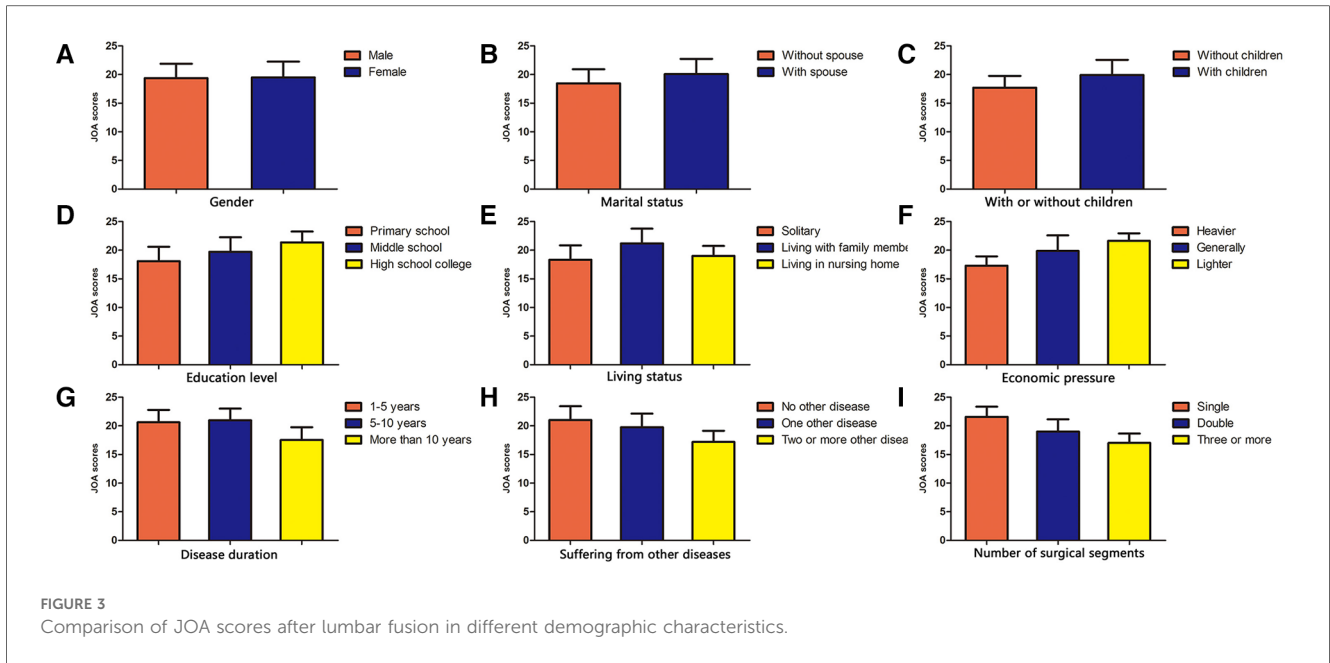 A
JOA scores
25
20
15
10
5
0
Gender
Male
Female
B
JOA scores
25
20
15
10
5
0
Marital status
Without spouse
With spouse
C
JOA scores
25
20
15
10
5
0
With or without children
Without children
With children
D
JOA scores
25
20
15
10
5
0
Education level
Primary school
Middle school
High school college
E
JOA scores
25
20
15
10
5
0
Living status
Solitary
Living with family membe
Living in nursing home
F
JOA scores
25
20
15
10
5
0
Economic pressure
Heavier
Generally
Lighter
G
JOA scores
25
20
15
10
5
0
Disease duration
1-5 years
5-10 years
More than 10 years
H
JOA scores
25
20
15
10
5
0
Suffering from other diseases
No other disease
One other disease
Two or more other disea
I
JOA scores
25
20
15
10
5
0
Number of surgical segments
Single
Double
Three or more
FIGURE 3
Comparison of JOA scores after lumbar fusion in different demographic characteristics.